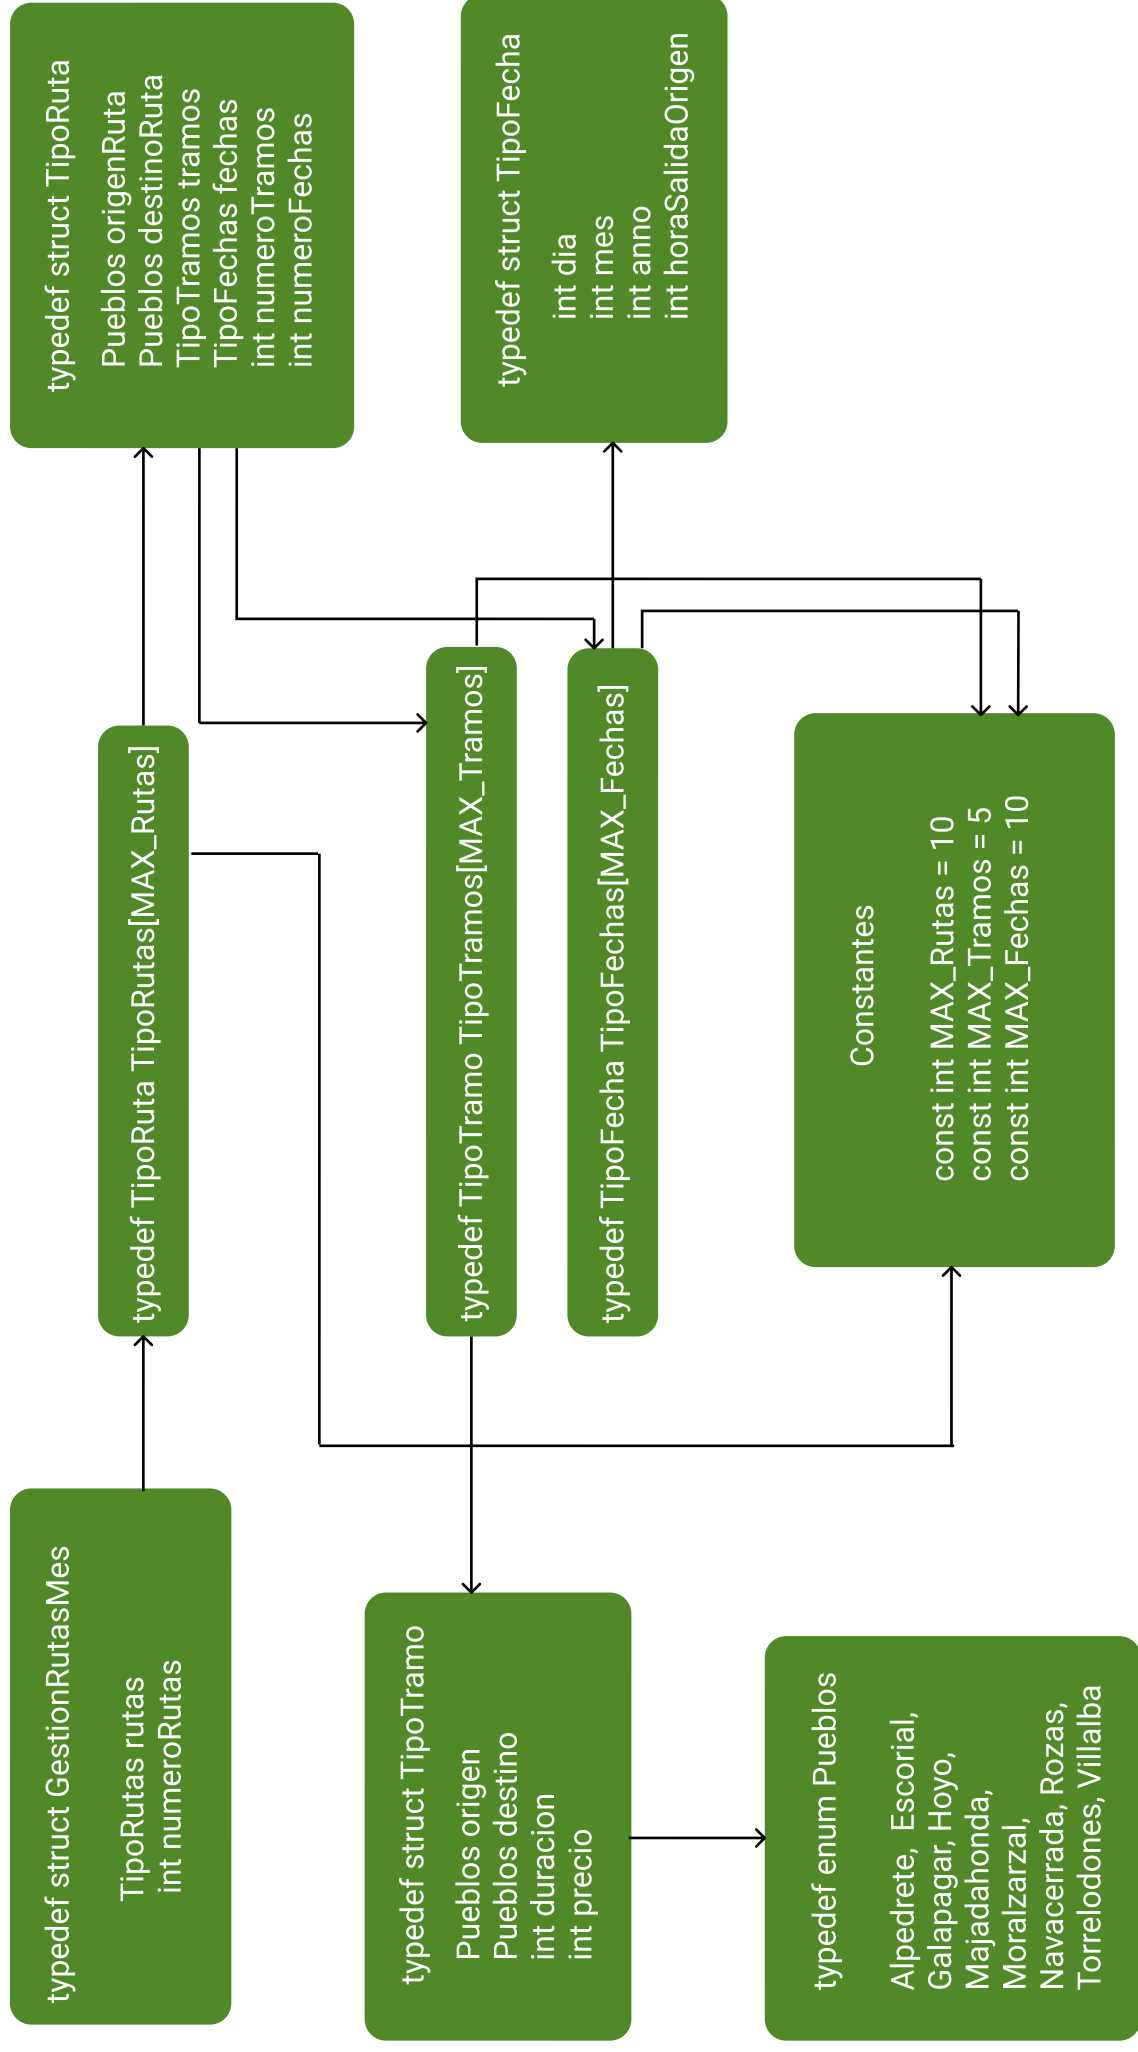 typedef struct GestionRutasMes
TipoRutas rutas
int numeroRutas
typedef TipoRuta TipoRutas[MAX_Rutas]
typedef struct TipoRuta
Pueblos origenRuta
Pueblos destinoRuta
TipoTramos tramos
TipoFechas fechas
int numeroTramos
int numeroFechas
typedef struct TipoTramo
Pueblos origen
Pueblos destino
int duracion
int precio
typedef TipoTramo TipoTramos[MAX_Tramos]
typedef TipoFecha TipoFechas[MAX_Fechas]
typedef struct TipoFecha
int dia
int mes
int anno
int horaSalidaOrigen
typedef enum Pueblos
Alpedrete, Escorial,
Galapagar, Hoyo,
Majadahonda,
Moralzarzal,
Navacerrada, Rozas,
Torrelodones, Villalba
Constantes
const int MAX_Rutas = 10
const int MAX_Tramos = 5
const int MAX_Fechas = 10